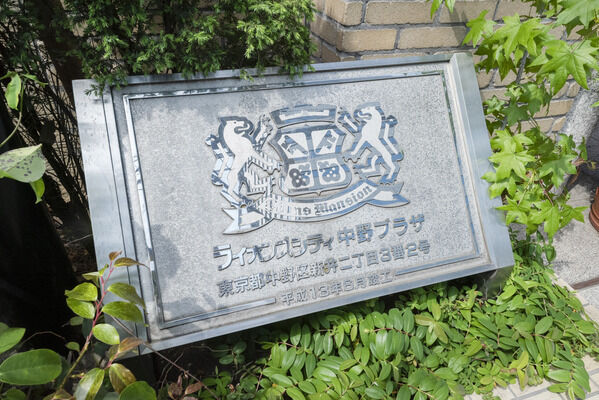 Lions Mansion
ライオンズシティ中野プラザ
東京都中野区新井二丁目3番2号
平成13年8月竣工